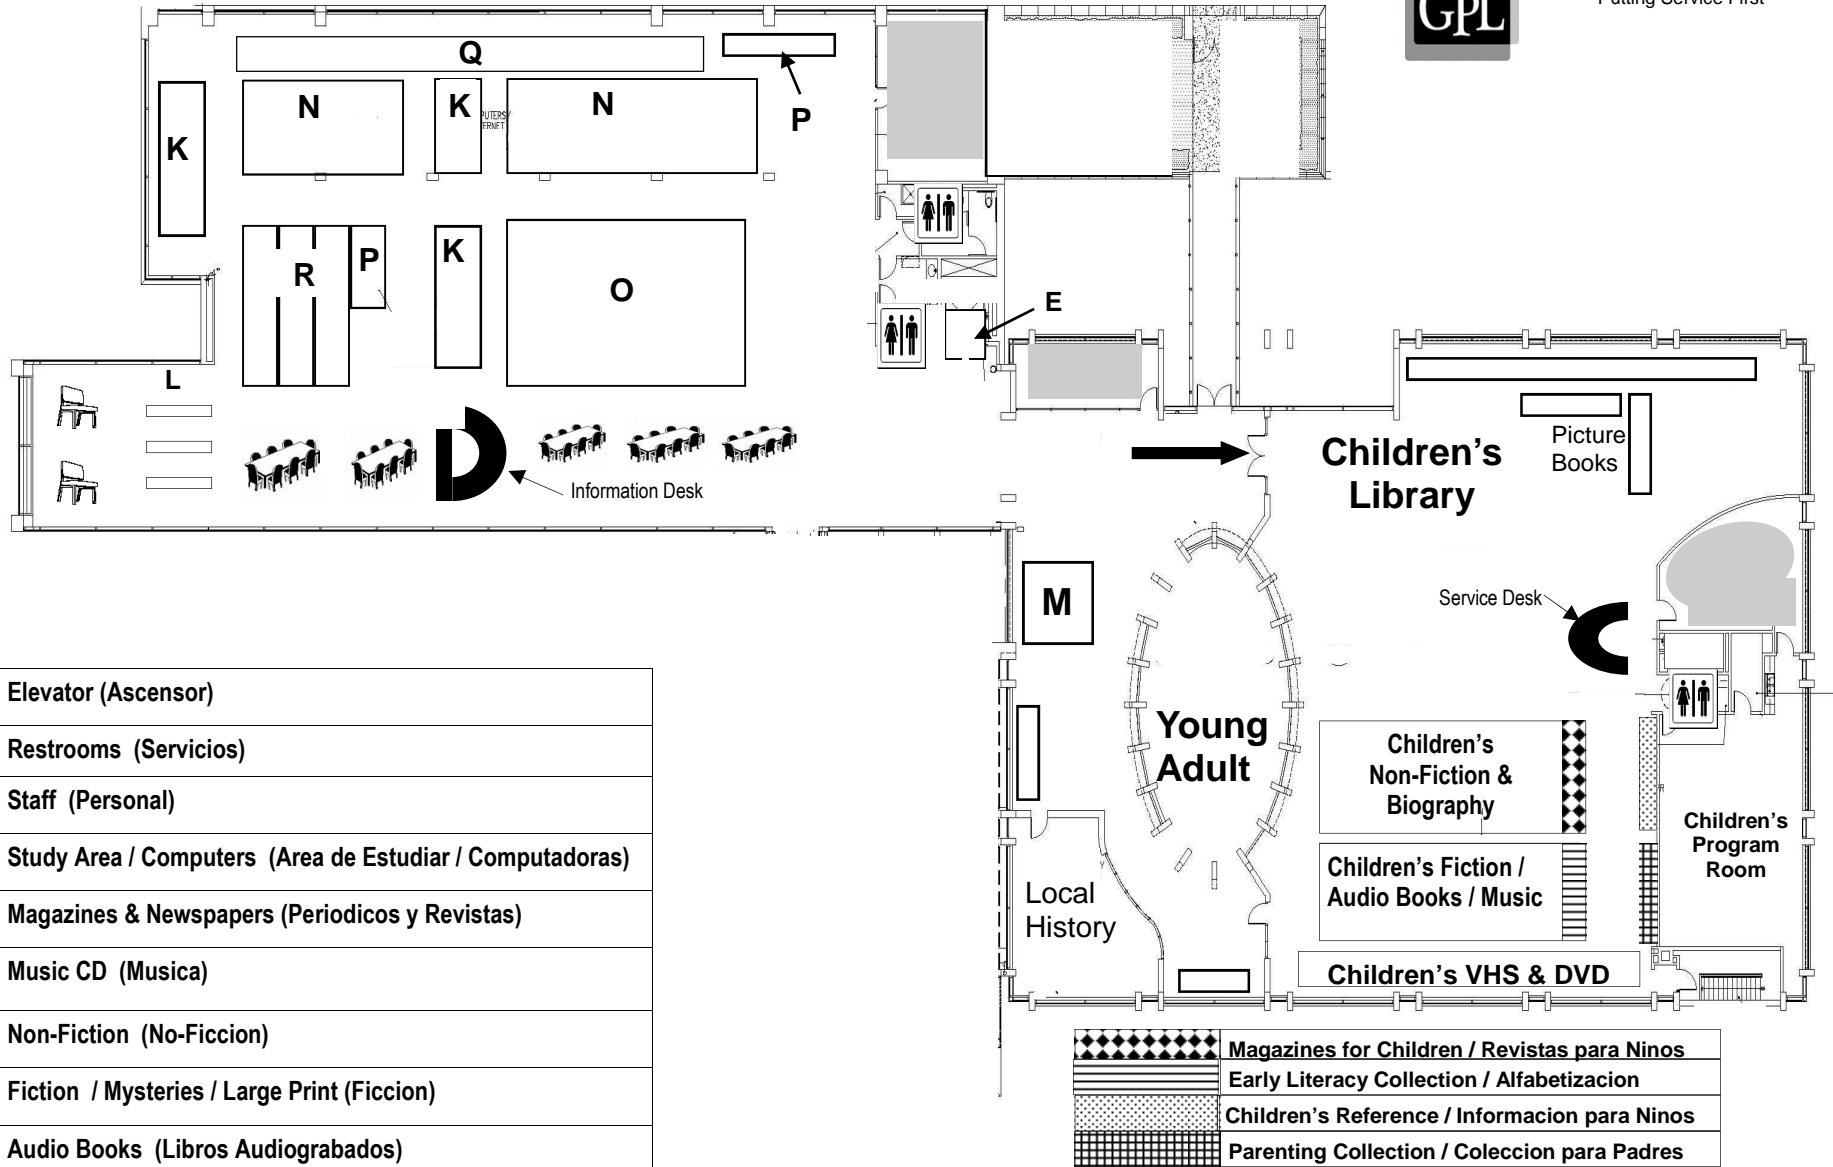 GPL
Putting Service First
Q
P
N
K
N
K
PUTERS/
ERNET
R
P
K
O
E
L
Information Desk
Children's
Library
Picture
Books
M
Service Desk
Young
Adult
Children's
Non-Fiction &
Biography
Children's
Program
Room
Children's Fiction /
Audio Books / Music
Local
History
Children's VHS & DVD
Elevator (Ascensor)
Restrooms (Servicios)
Staff (Personal)
Study Area / Computers (Area de Estudiar / Computadoras)
Magazines & Newspapers (Periodicos y Revistas)
Music CD (Musica)
Non-Fiction (No-Ficcion)
Fiction / Mysteries / Large Print (Ficcion)
Audio Books (Libros Audiograbados)
Magazines for Children / Revistas para Ninos
Early Literacy Collection / Alfabetizacion
Children's Reference / Informacion para Ninos
Parenting Collection / Coleccion para Padres